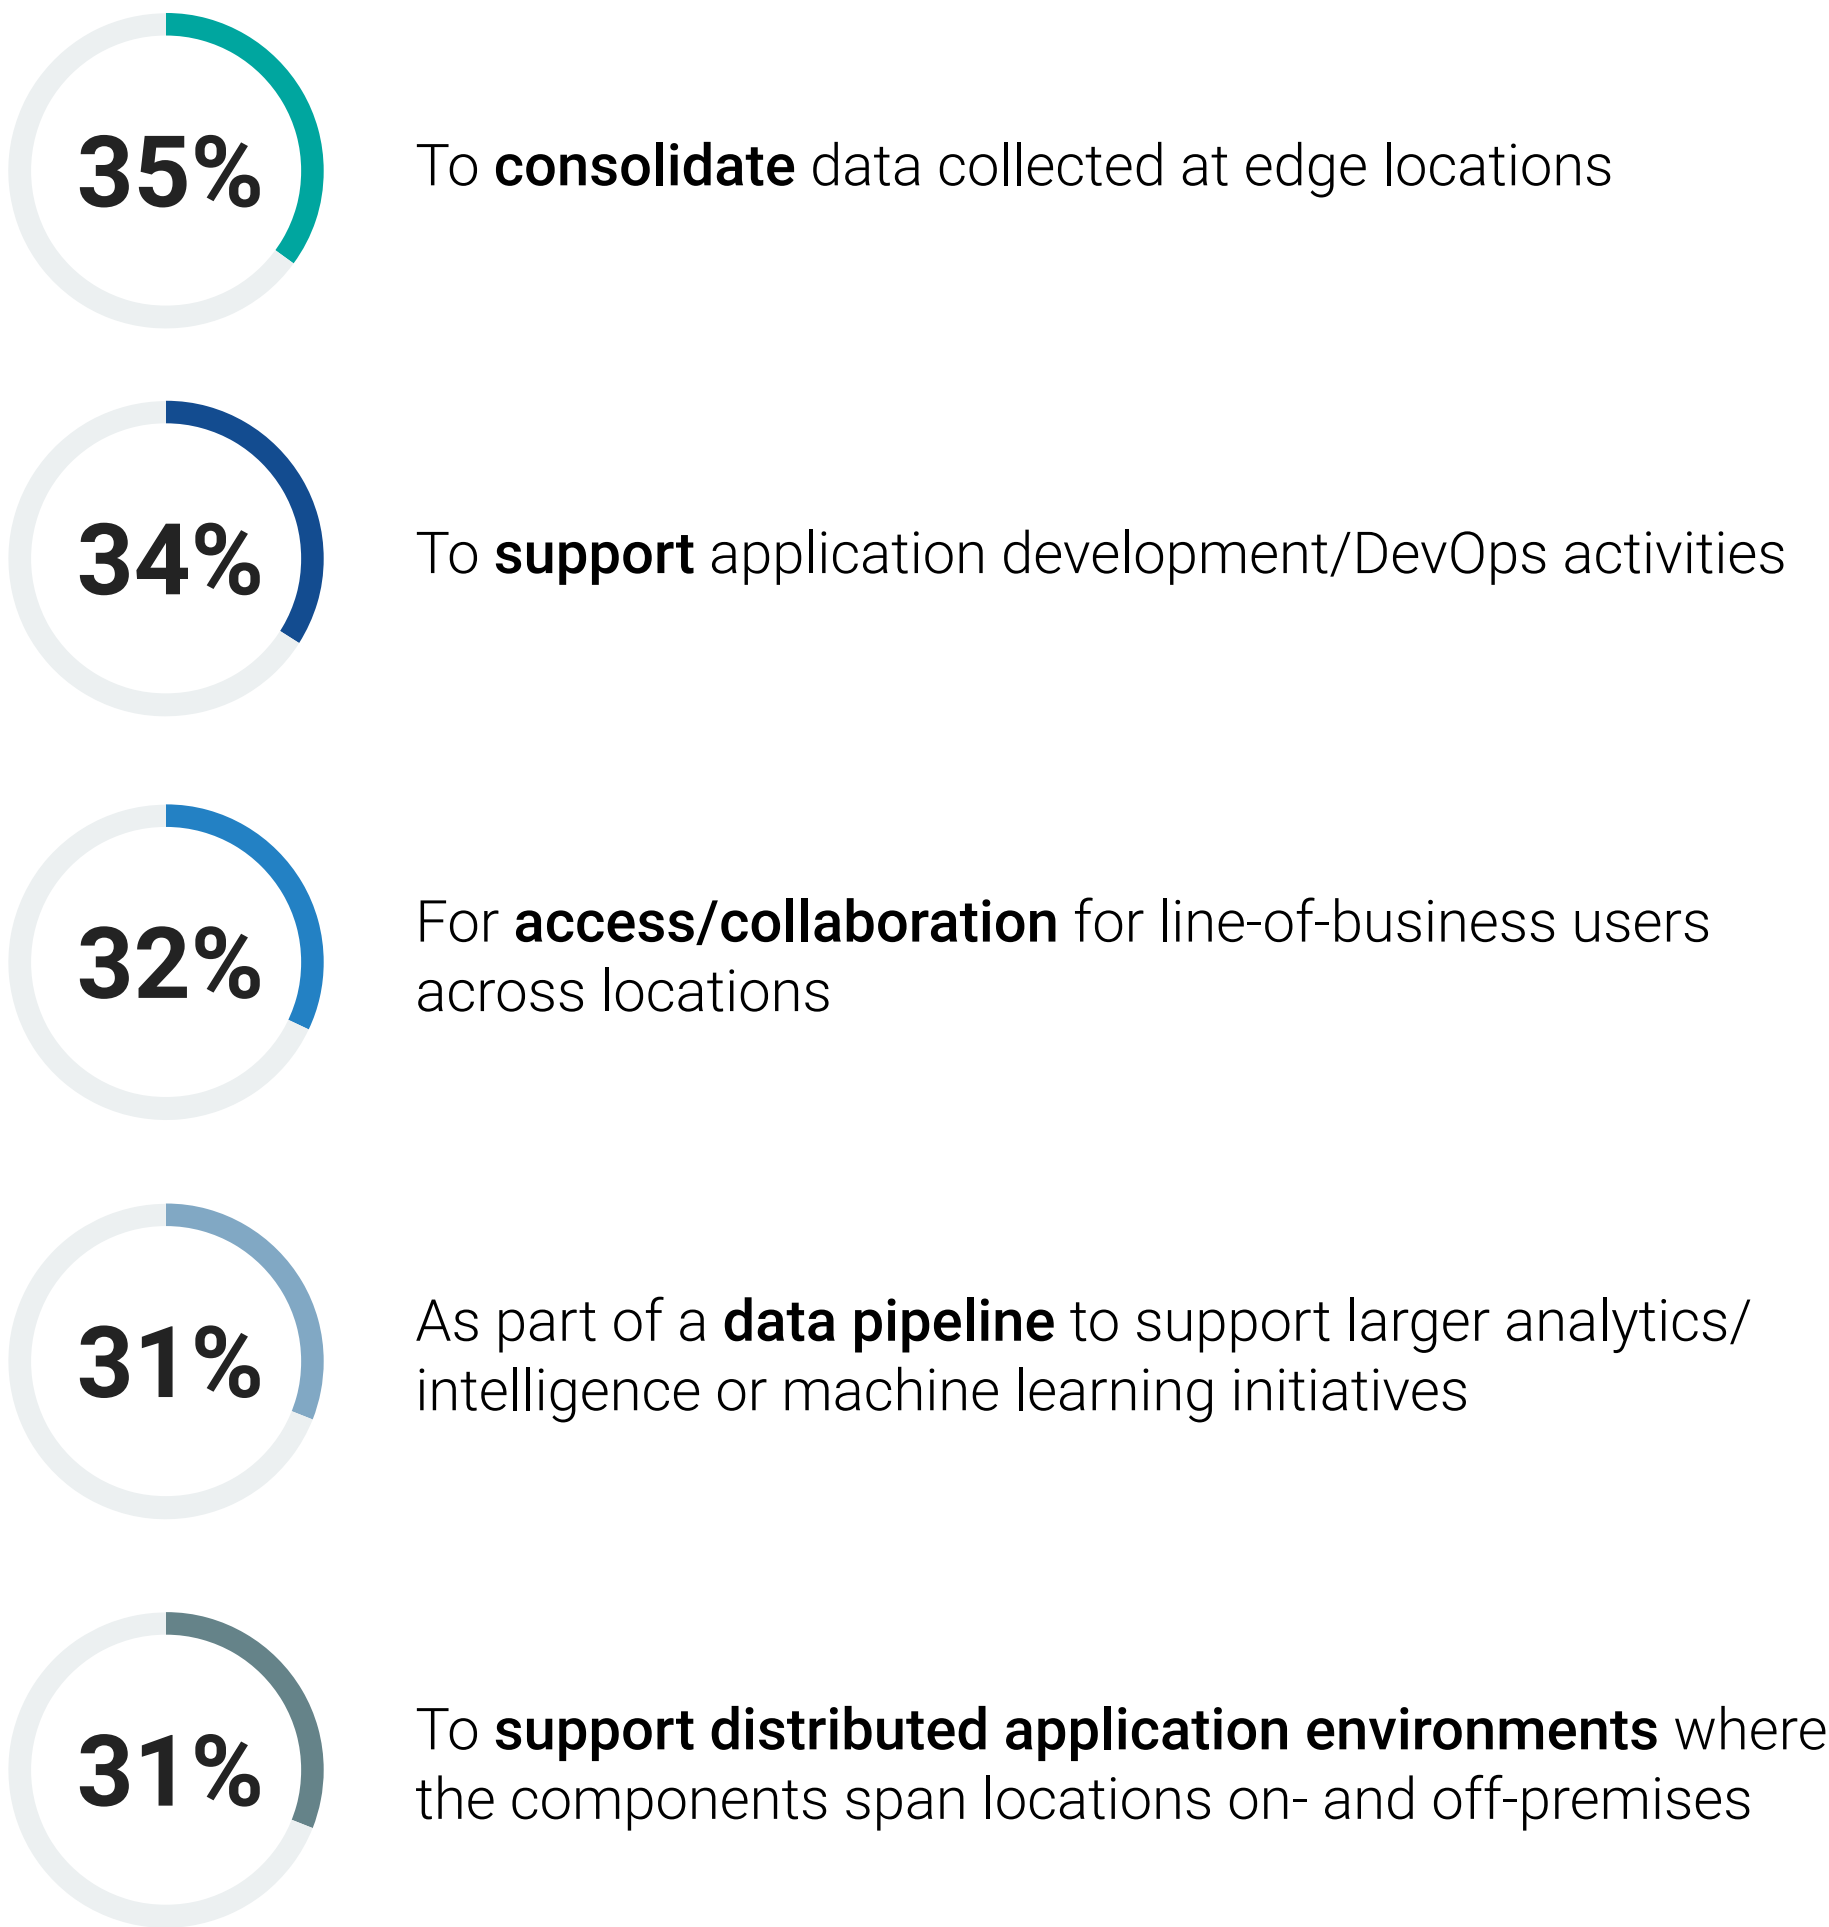 35%
To consolidate data collected at edge locations
34%
To support application development/DevOps activities
32%
For access/collaboration for line-of-business users
across locations
31%
As part of a data pipeline to support larger analytics/
intelligence or machine learning initiatives
31%
To support distributed application environments where
the components span locations on- and off-premises